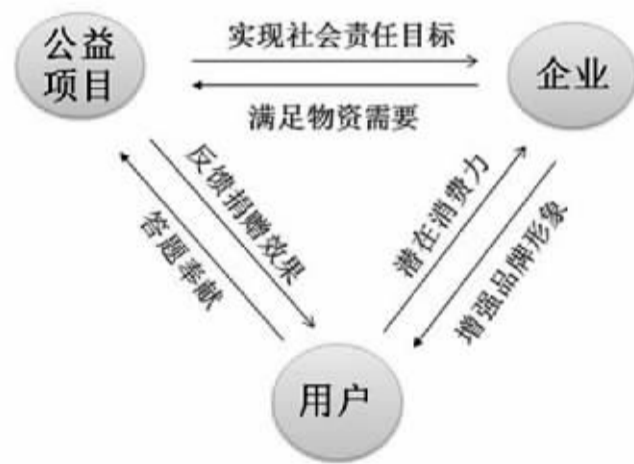 公益
项目
实现社会责任目标
企业
满足物资需要
反馈捐赠效果
答题奉献
潜在消费力
增强品牌形象
用户